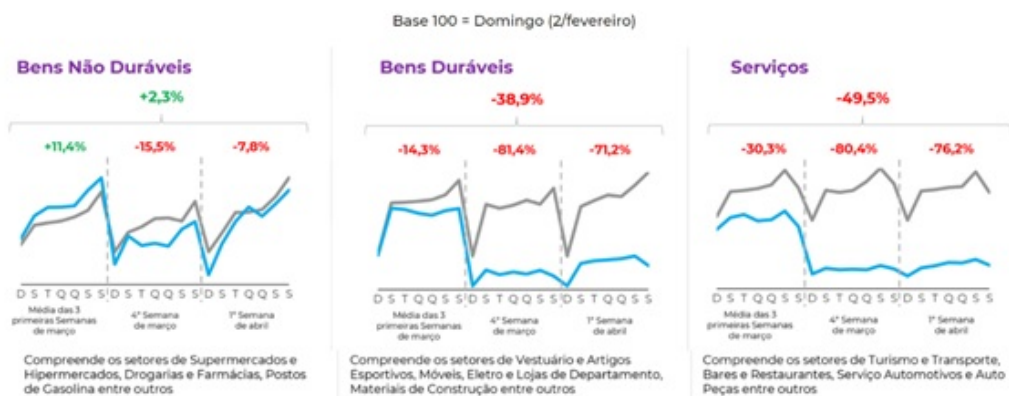 Base 100 = Domingo (2/fevereiro)
Bens Não Duráveis
+2,3%
+11,4%
-15,5%
-7,8%
D S T Q Q S S D S T Q Q S S D S T Q Q S S
Média das 3
primeiras Semanas
de março
4ª Semana
de março
1ª Semana
de abril
Compreende os setores de Supermercados e
Hipermercados, Drogarias e Farmácias, Postos
de Gasolina entre outros
Bens Duráveis
-38,9%
-14,3%
-81,4%
-71,2%
D S T Q Q S S D S T Q Q S S D S T Q Q S S
Média das 3
primeiras Semanas
de março
4ª Semana
de março
1ª Semana
de abril
Compreende os setores de Vestuário e Artigos
Esportivos, Móveis, Eletro e Lojas de Departamento,
Materiais de Construção entre outros
Serviços
-49,5%
-30,3%
-80,4%
-76,2%
D S T Q Q S S D S T Q Q S S D S T Q Q S S
Média das 3
primeiras Semanas
de março
4ª Semana
de março
1ª Semana
de abril
Compreende os setores de Turismo e Transporte,
Bares e Restaurantes, Serviço Automotivos e Auto
Peças entre outros